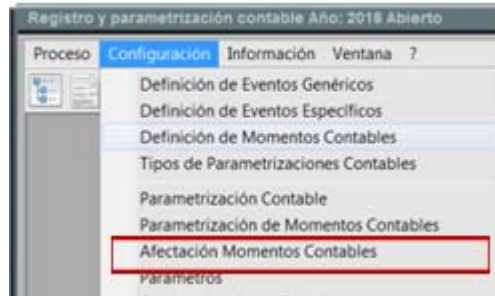 Registro y parametrización contable Año: 2018 Abierto
Proceso Configuración Información Ventana ?
Definición de Eventos Genéricos
Definición de Eventos Específicos
Definición de Momentos Contables
Tipos de Parametrizaciones Contables
Parametrización Contable
Parametrización de Momentos Contables
Afectación Momentos Contables
Parámetros